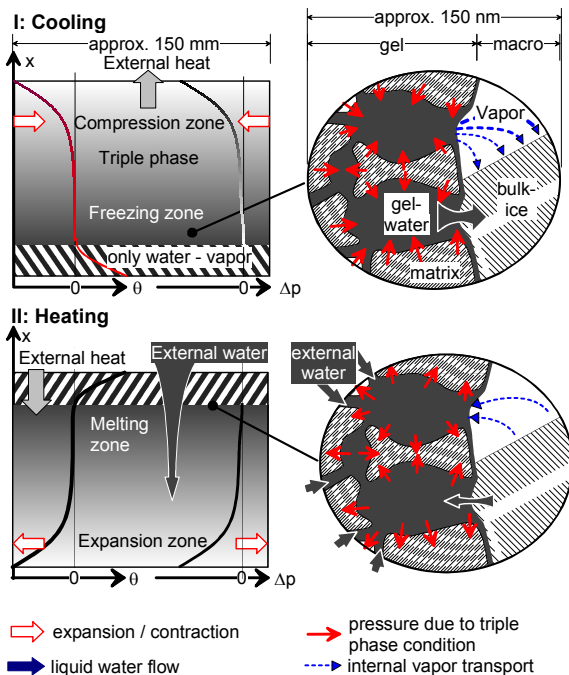 I: Cooling
approx. 150 mm
approx. 150 nm
gel
macro
x
External heat
Compression zone
Triple phase
Freezing zone
only water - vapor
0
θ
0
Δp
Vapor
bulk-
ice
gel-
water
matrix
II: Heating
x
External heat
External water
external
water
Melting
zone
Expansion zone
0
θ
0
Δp
expansion / contraction
liquid water flow
pressure due to triple
phase condition
internal vapor transport